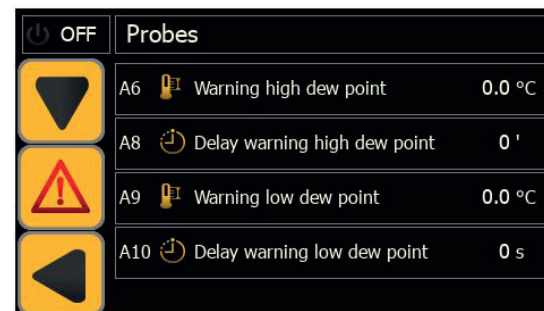 OFF Probes
A6 Warning high dew point 0.0 °C
A8 Delay warning high dew point 0 '
A9 Warning low dew point 0.0 °C
A10 Delay warning low dew point 0 s